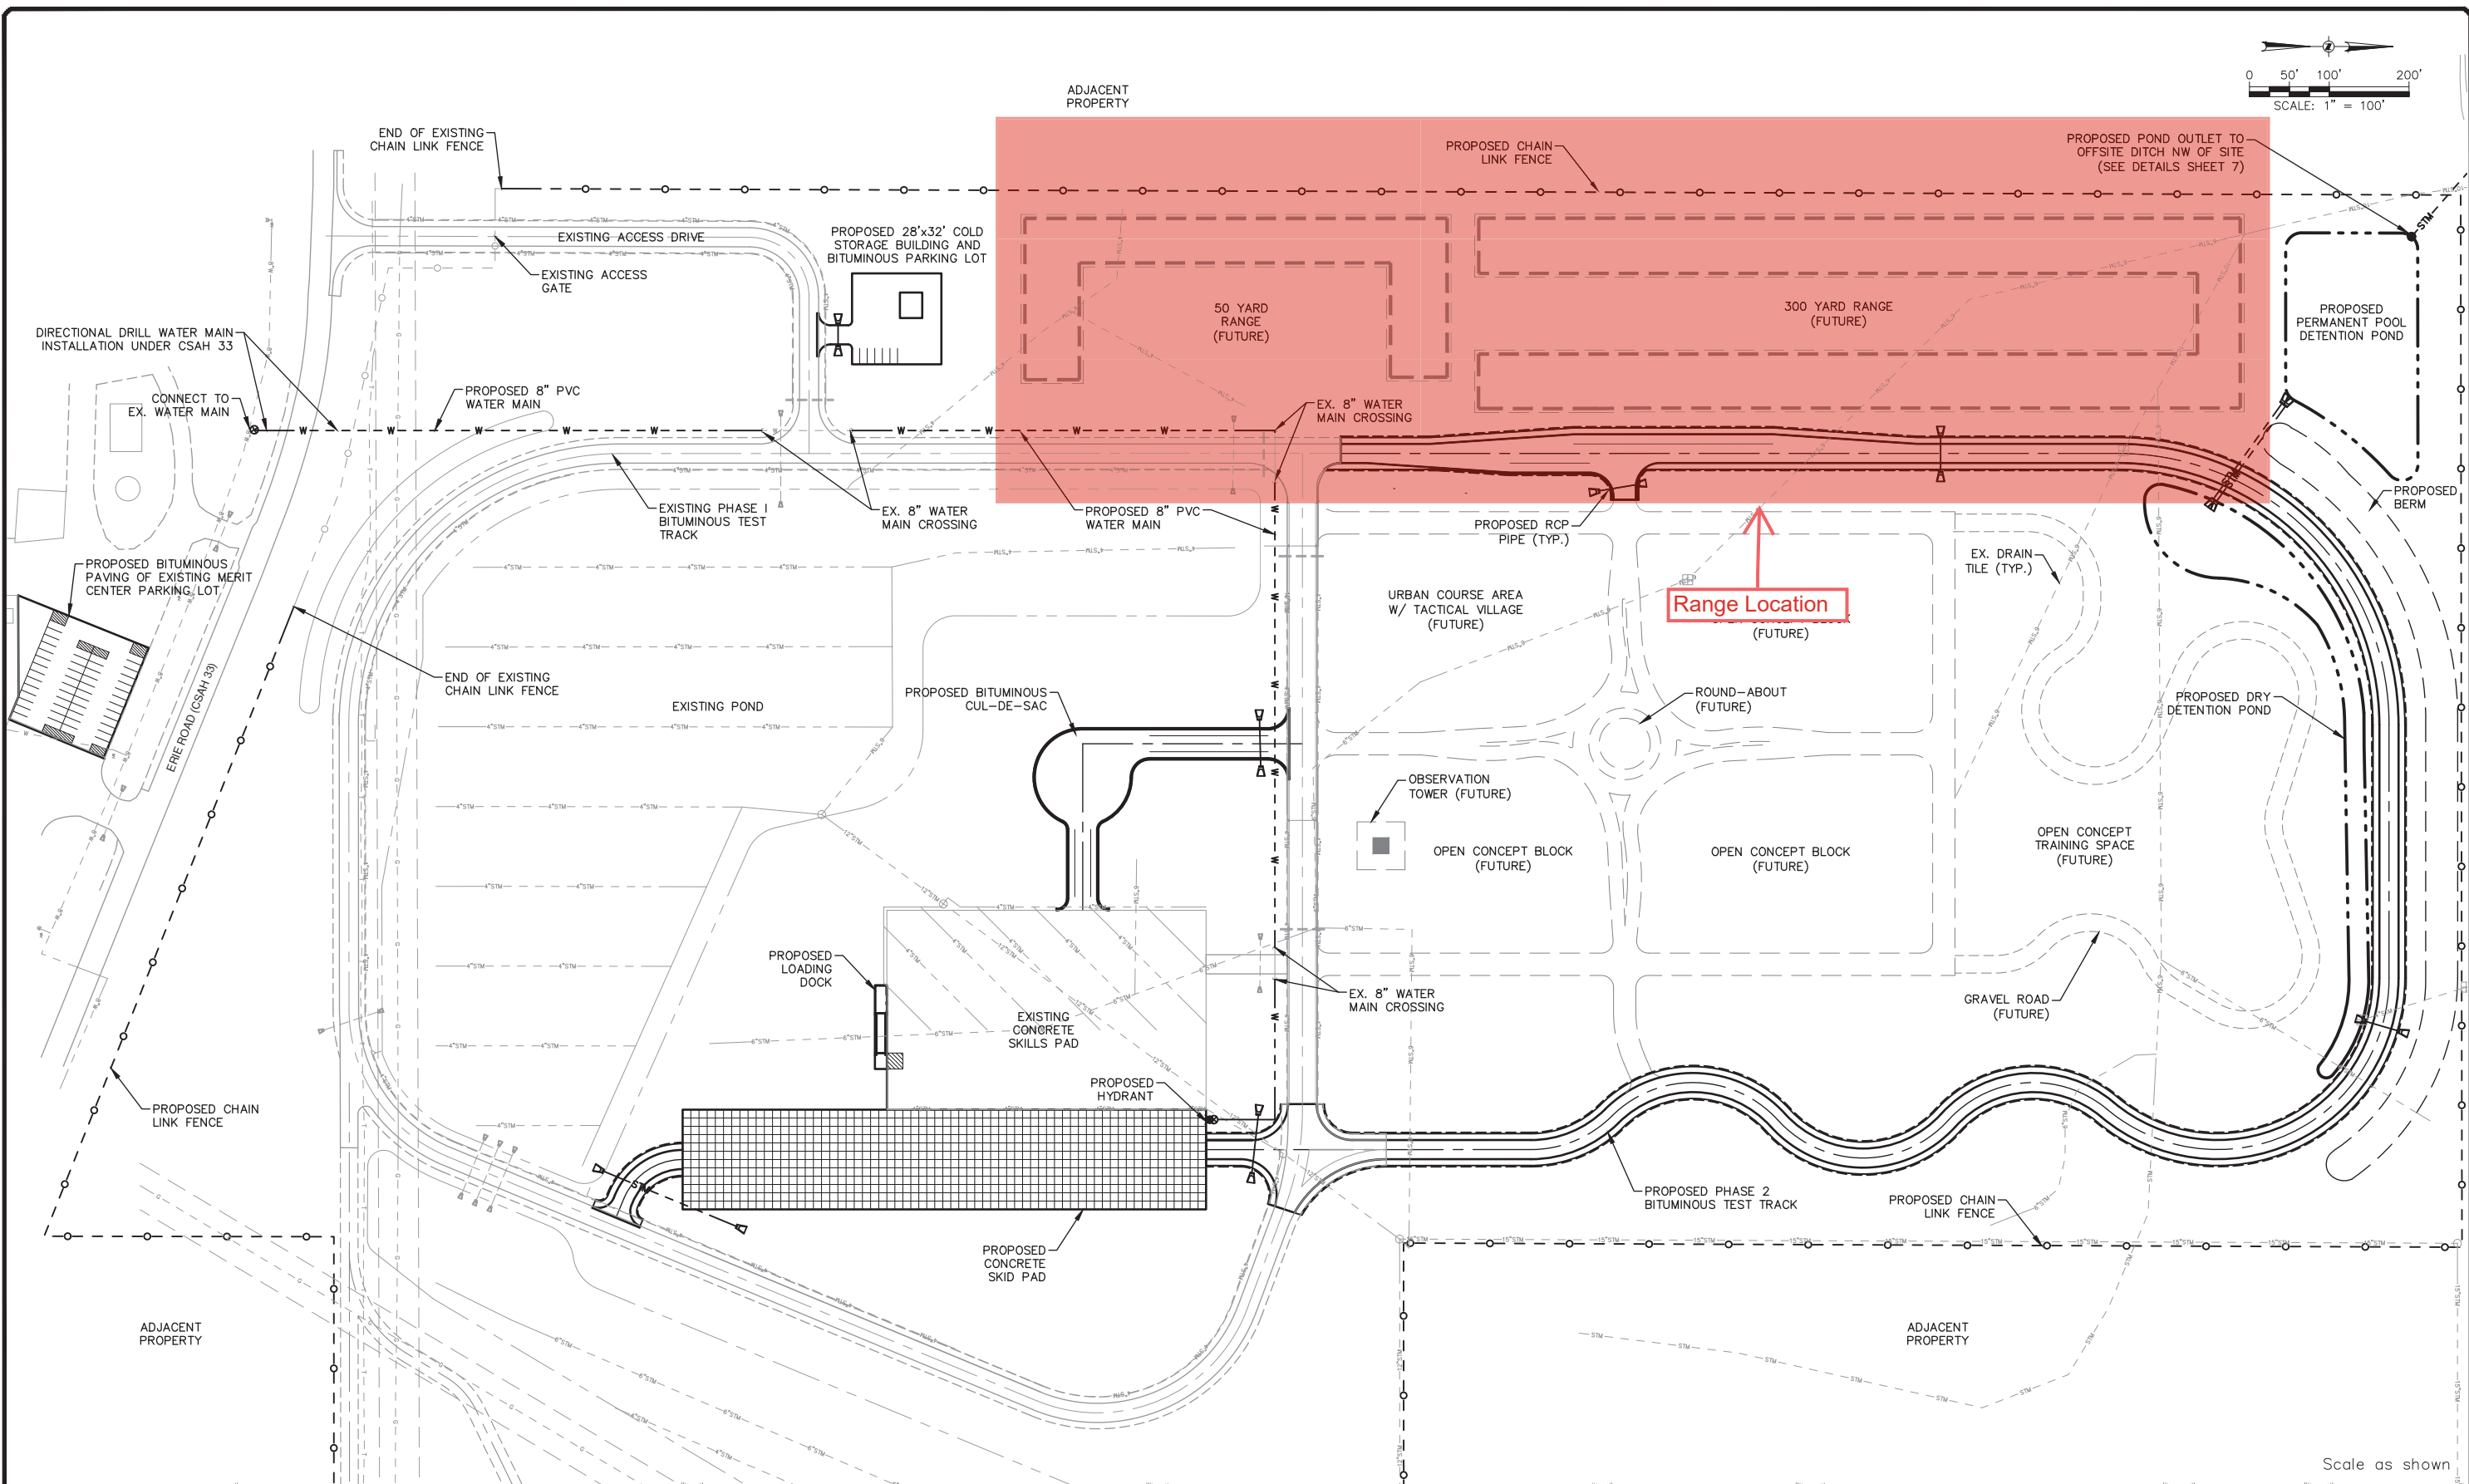 0 50' 100' 200'
SCALE: 1" = 100'
ADJACENT
PROPERTY
END OF EXISTING
CHAIN LINK FENCE
PROPOSED CHAIN
LINK FENCE
PROPOSED POND OUTLET TO
OFFSITE DITCH NW OF SITE
(SEE DETAILS SHEET 7)
STM
EXISTING ACCESS DRIVE
PROPOSED 28'x32' COLD
STORAGE BUILDING AND
BITUMINOUS PARKING LOT
EXISTING ACCESS
GATE
50 YARD
RANGE
(FUTURE)
300 YARD RANGE
(FUTURE)
PROPOSED
PERMANENT POOL
DETENTION POND
DIRECTIONAL DRILL WATER MAIN
INSTALLATION UNDER CSAH 33
CONNECT TO
EX. WATER MAIN
PROPOSED 8" PVC
WATER MAIN
EX. 8" WATER
MAIN CROSSING
EXISTING PHASE I
BITUMINOUS TEST
TRACK
EX. 8" WATER
MAIN CROSSING
PROPOSED 8" PVC
WATER MAIN
PROPOSED RCP
PIPE (TYP.)
PROPOSED
BERM
PROPOSED BITUMINOUS
PAVING OF EXISTING MERIT
CENTER PARKING LOT
URBAN COURSE AREA
W/ TACTICAL VILLAGE
(FUTURE)
Range Location
(FUTURE)
EX. DRAIN
TILE (TYP.)
ERIE ROAD (CSAH 33)
END OF EXISTING
CHAIN LINK FENCE
EXISTING POND
PROPOSED BITUMINOUS
CUL-DE-SAC
ROUND-ABOUT
(FUTURE)
PROPOSED DRY
DETENTION POND
OBSERVATION
TOWER (FUTURE)
OPEN CONCEPT BLOCK
(FUTURE)
OPEN CONCEPT BLOCK
(FUTURE)
OPEN CONCEPT
TRAINING SPACE
(FUTURE)
PROPOSED
LOADING
DOCK
EXISTING
CONCRETE
SKILLS PAD
EX. 8" WATER
MAIN CROSSING
GRAVEL ROAD
(FUTURE)
PROPOSED
HYDRANT
PROPOSED CHAIN
LINK FENCE
PROPOSED PHASE 2
BITUMINOUS TEST TRACK
PROPOSED CHAIN
LINK FENCE
PROPOSED
CONCRETE
SKID PAD
ADJACENT
PROPERTY
ADJACENT
PROPERTY
Scale as shown